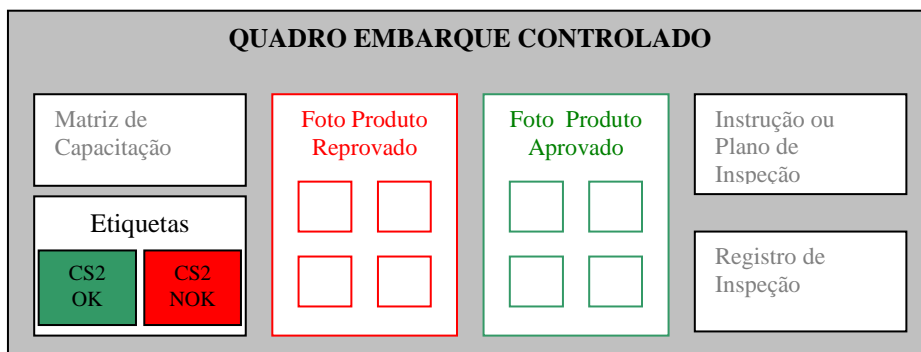 QUADRO EMBARQUE CONTROLADO
Matriz de
Capacitação
Etiquetas
CS2
OK
CS2
NOK
Foto Produto
Reprovado
Foto Produto
Aprovado
Instrução ou
Plano de
Inspeção
Registro de
Inspeção